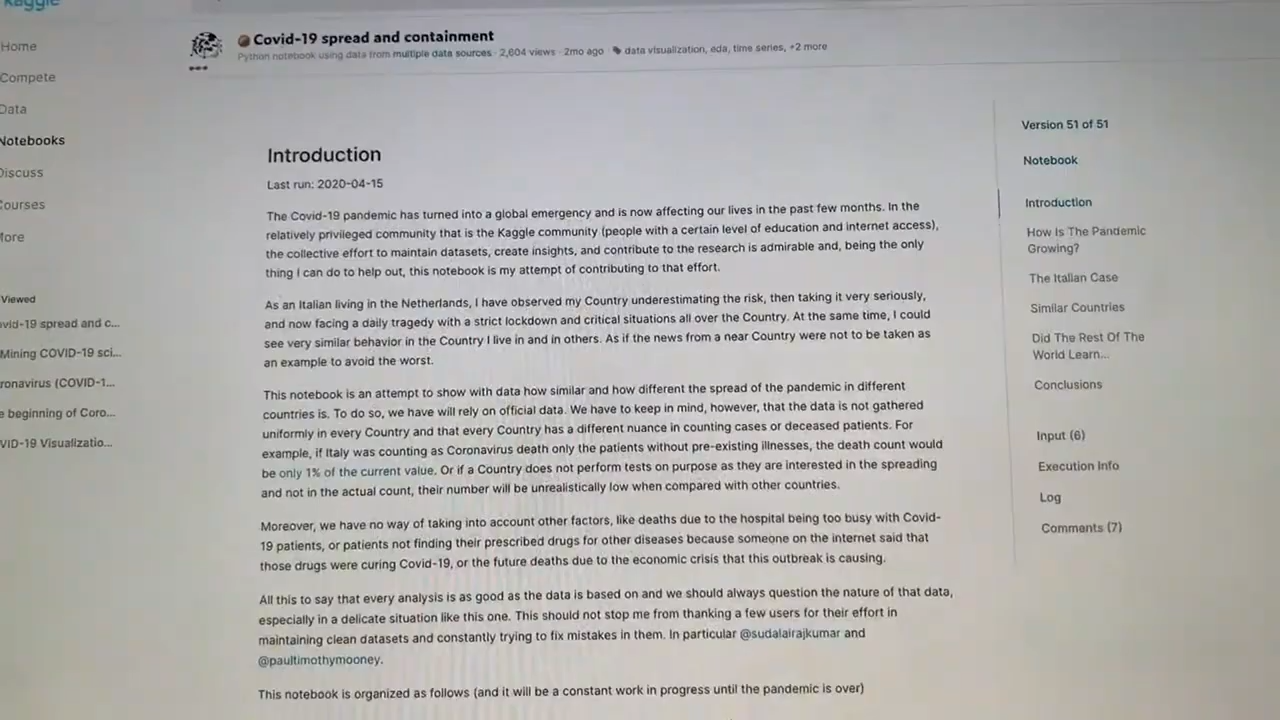 kaggle
Home
Compete
Data
Notebooks
Discuss
Courses
More
Viewed
ovid-19 spread and c...
Mining COVID-19 sci...
ronavirus (COVID-1...
e beginning of Coro...
VID-19 Visualizatio...
Covid-19 spread and containment
Python notebook using data from multiple data sources · 2,604 views · 2mo ago · data visualization, eda, time series, +2 more
Introduction
Last run: 2020-04-15
The Covid-19 pandemic has turned into a global emergency and is now affecting our lives in the past few months. In the
relatively privileged community that is the Kaggle community (people with a certain level of education and internet access),
the collective effort to maintain datasets, create insights, and contribute to the research is admirable and, being the only
thing I can do to help out, this notebook is my attempt of contributing to that effort.
As an Italian living in the Netherlands, I have observed my Country underestimating the risk, then taking it very seriously,
and now facing a daily tragedy with a strict lockdown and critical situations all over the Country. At the same time, I could
see very similar behavior in the Country I live in and in others. As if the news from a near Country were not to be taken as
an example to avoid the worst.
This notebook is an attempt to show with data how similar and how different the spread of the pandemic in different
countries is. To do so, we have will rely on official data. We have to keep in mind, however, that the data is not gathered
uniformly in every Country and that every Country has a different nuance in counting cases or deceased patients. For
example, if Italy was counting as Coronavirus death only the patients without pre-existing illnesses, the death count would
be only 1% of the current value. Or if a Country does not perform tests on purpose as they are interested in the spreading
and not in the actual count, their number will be unrealistically low when compared with other countries.
Moreover, we have no way of taking into account other factors, like deaths due to the hospital being too busy with Covid-
19 patients, or patients not finding their prescribed drugs for other diseases because someone on the internet said that
those drugs were curing Covid-19, or the future deaths due to the economic crisis that this outbreak is causing.
All this to say that every analysis is as good as the data is based on and we should always question the nature of that data,
especially in a delicate situation like this one. This should not stop me from thanking a few users for their effort in
maintaining clean datasets and constantly trying to fix mistakes in them. In particular @sudalairajkumar and
@paultimothymooney.
This notebook is organized as follows (and it will be a constant work in progress until the pandemic is over)
Version 51 of 51
Notebook
Introduction
How Is The Pandemic
Growing?
The Italian Case
Similar Countries
Did The Rest Of The
World Learn...
Conclusions
Input (6)
Execution Info
Log
Comments (7)